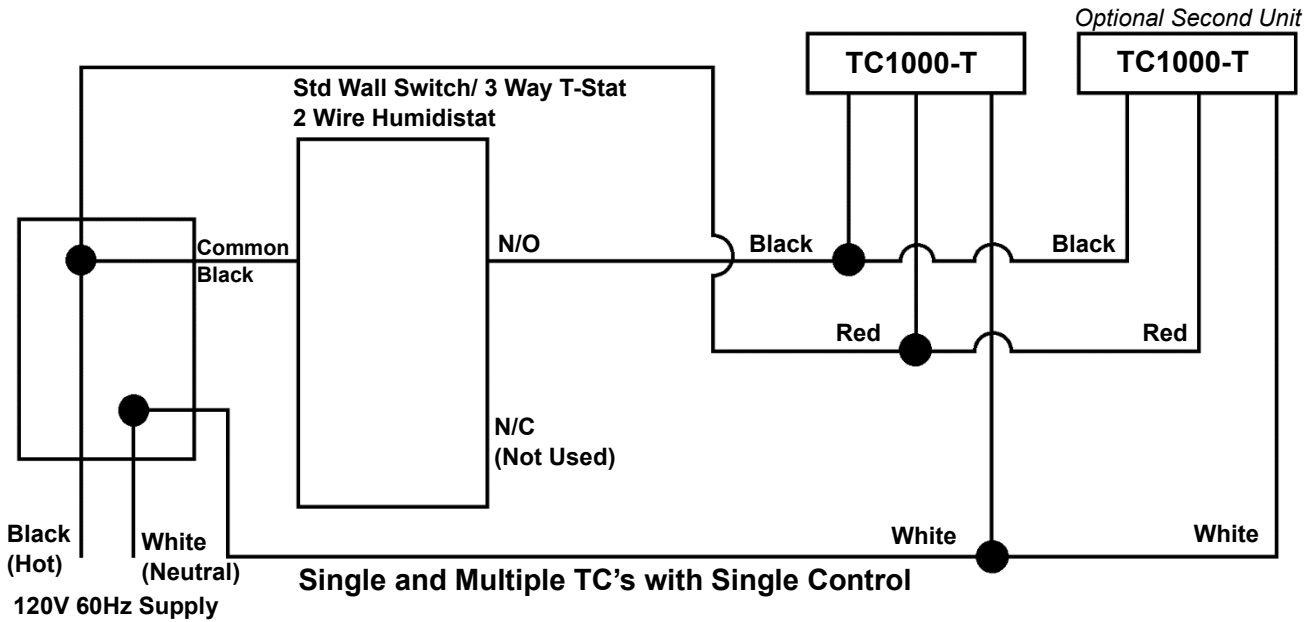 Optional Second Unit
TC1000-T
TC1000-T
Std Wall Switch/ 3 Way T-Stat
2 Wire Humidistat
Common
Black
N/O
Black
Black
Red
Red
N/C
(Not Used)
Black
(Hot)
White
(Neutral)
White
White
Single and Multiple TC's with Single Control
120V 60Hz Supply